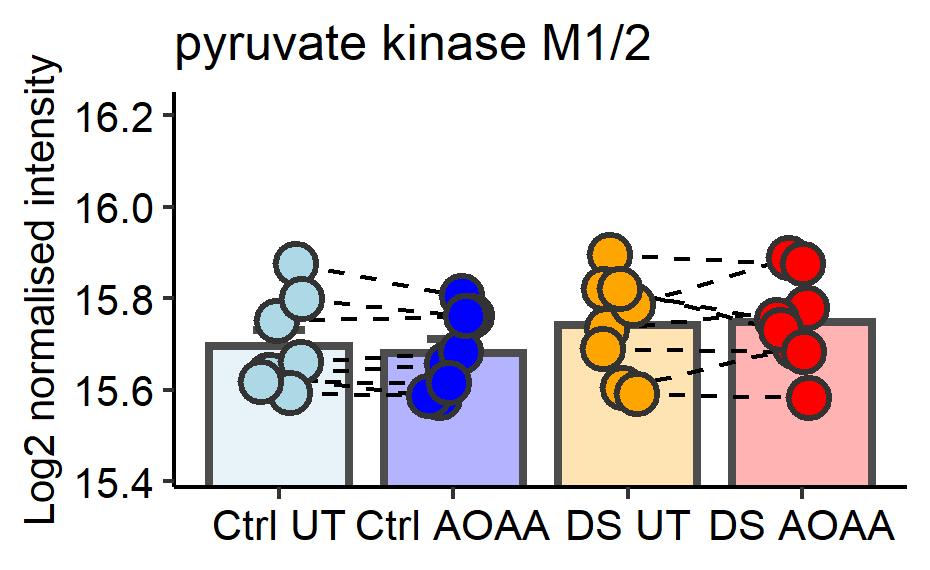 pyruvate kinase M1/2
Log2 normalised intensity
16.2
16.0
15.8
15.6
15.4
Ctrl UT Ctrl AOAA DS UT DS AOAA